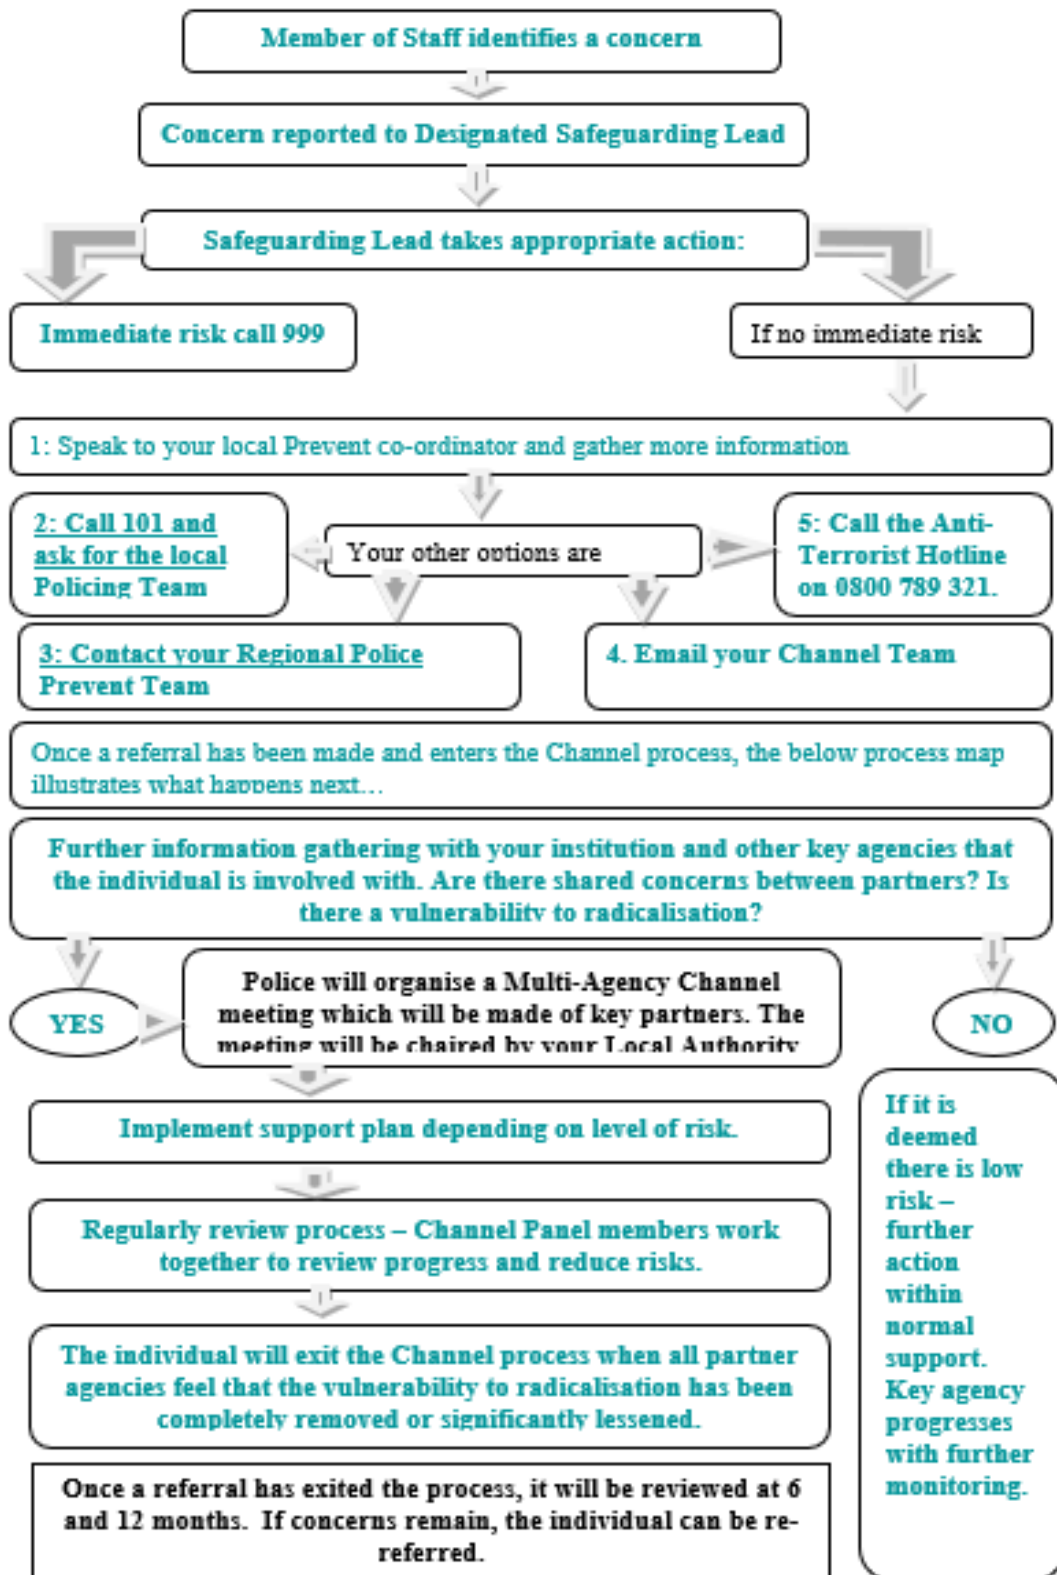 Member of Staff identifies a concern
Concern reported to Designated Safeguarding Lead
Safeguarding Lead takes appropriate action:
Immediate risk call 999
If no immediate risk
1: Speak to your local Prevent co-ordinator and gather more information
2: Call 101 and
ask for the local
Policing Team
Your other options are
5: Call the Anti-
Terrorist Hotline
on 0800 789 321.
3: Contact your Regional Police
Prevent Team
4. Email your Channel Team
Once a referral has been made and enters the Channel process, the below process map
illustrates what happens next...
Further information gathering with your institution and other key agencies that
the individual is involved with. Are there shared concerns between partners? Is
there a vulnerability to radicalisation?
YES
Police will organise a Multi-Agency Channel
meeting which will be made of key partners. The
meeting will be chaired by your Local Authority
NO
Implement support plan depending on level of risk.
Regularly review process – Channel Panel members work
together to review progress and reduce risks.
The individual will exit the Channel process when all partner
agencies feel that the vulnerability to radicalisation has been
completely removed or significantly lessened.
Once a referral has exited the process, it will be reviewed at 6
and 12 months. If concerns remain, the individual can be re-
referred.
If it is
deemed
there is low
risk –
further
action
within
normal
support.
Key agency
progresses
with further
monitoring.